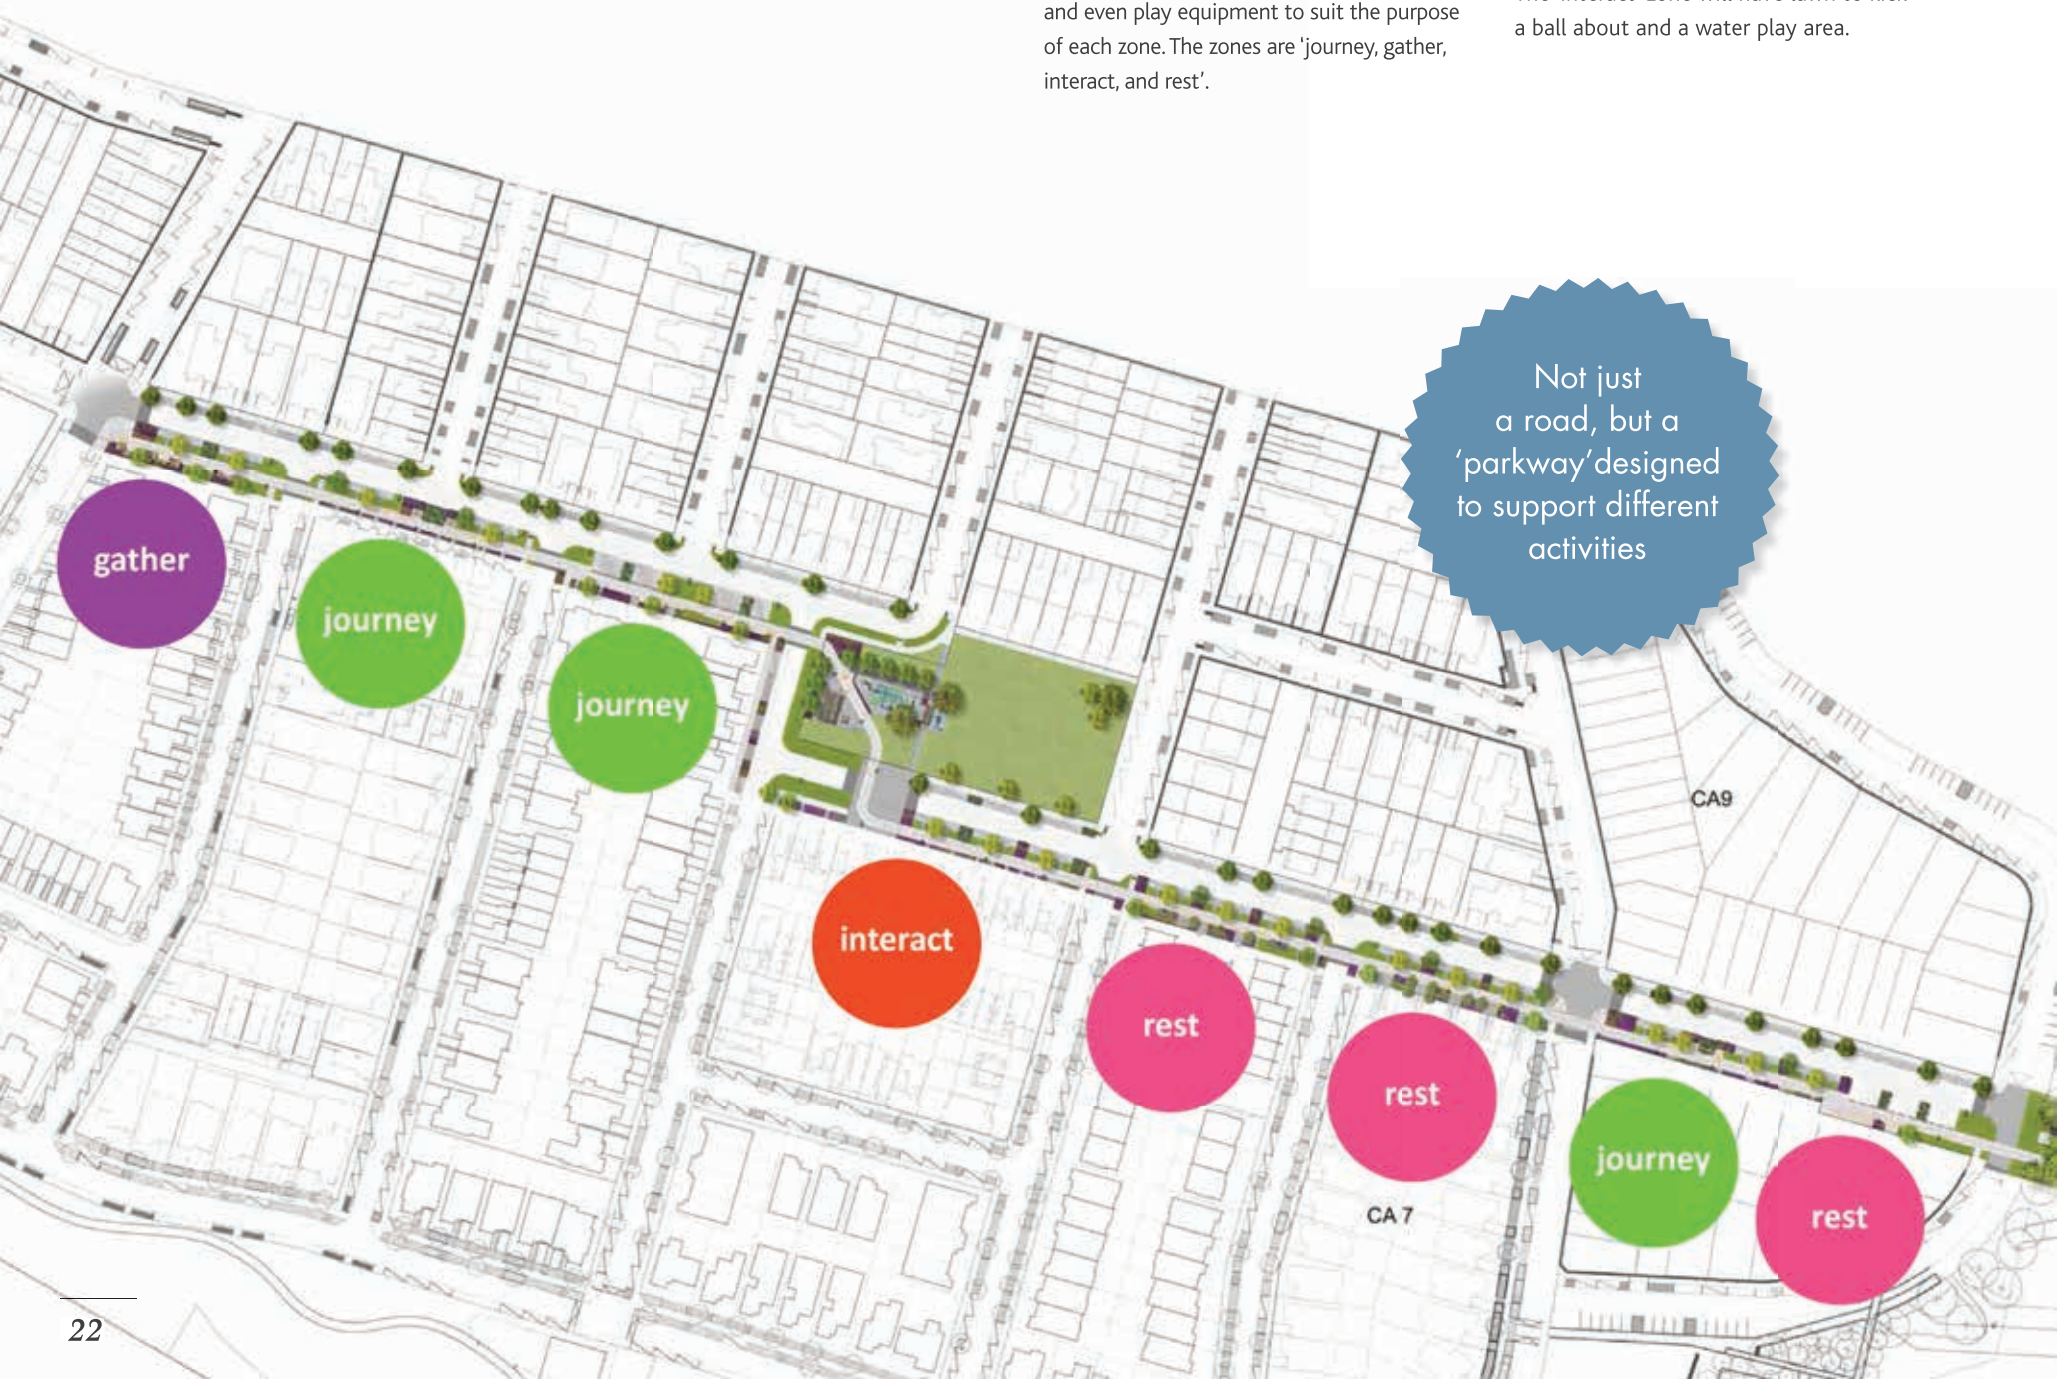 and even play equipment to suit the purpose
of each zone. The zones are ‘journey, gather,
interact, and rest’.
a ball about and a water play area.
Not just
a road, but a
‘parkway’designed
to support different
activities
gather
journey
journey
interact
rest
rest
journey
rest
CA9
CA 7
22